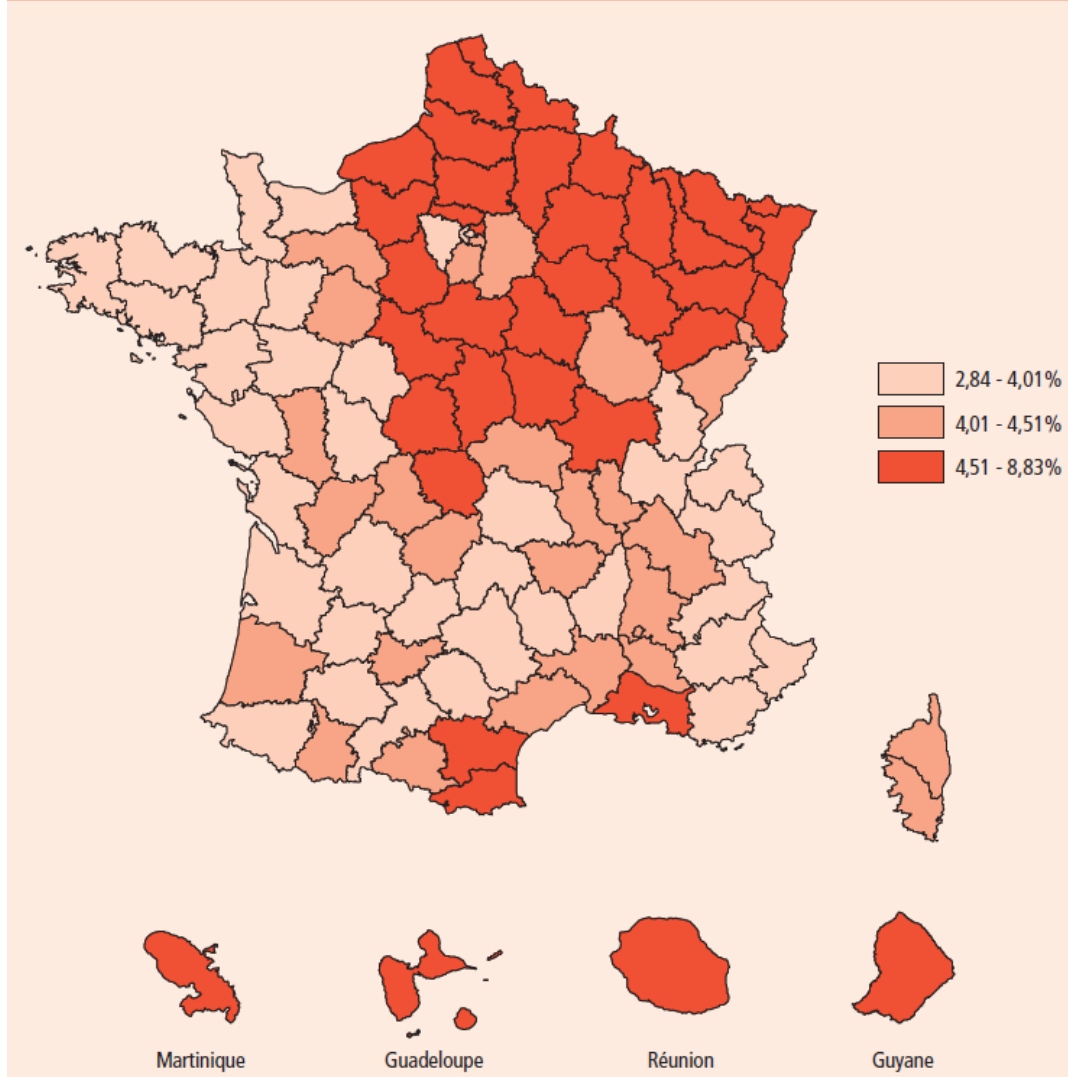 2,84 - 4,01%
4,01 - 4,51%
4,51 - 8,83%
Martinique
Guadeloupe
Réunion
Guyane